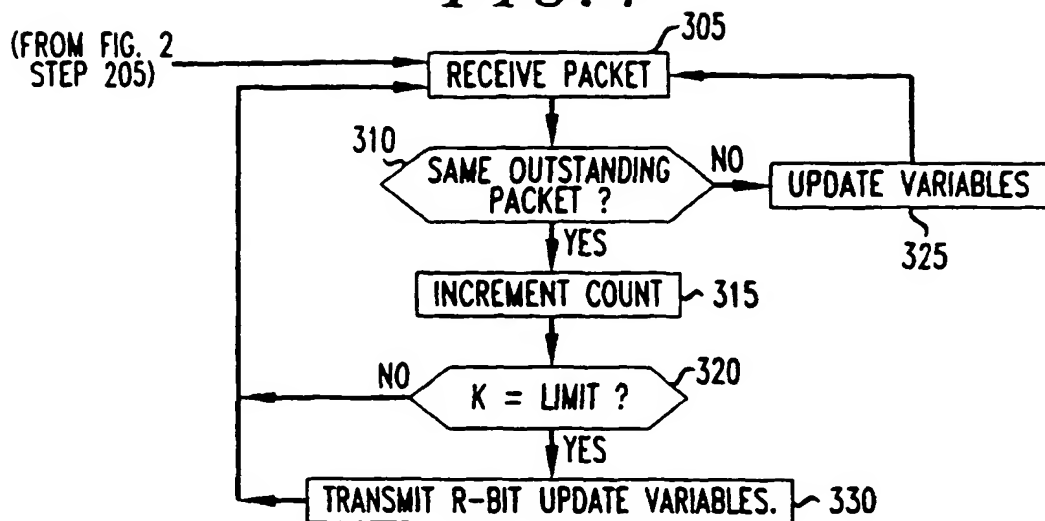 FIG.
(FROM FIG. 2
STEP 205)
305
RECEIVE PACKET
310
SAME OUTSTANDING
PACKET ?
NO
UPDATE VARIABLES
325
YES
INCREMENT COUNT
315
NO
K = LIMIT ?
320
YES
TRANSMIT R-BIT UPDATE VARIABLES.
330